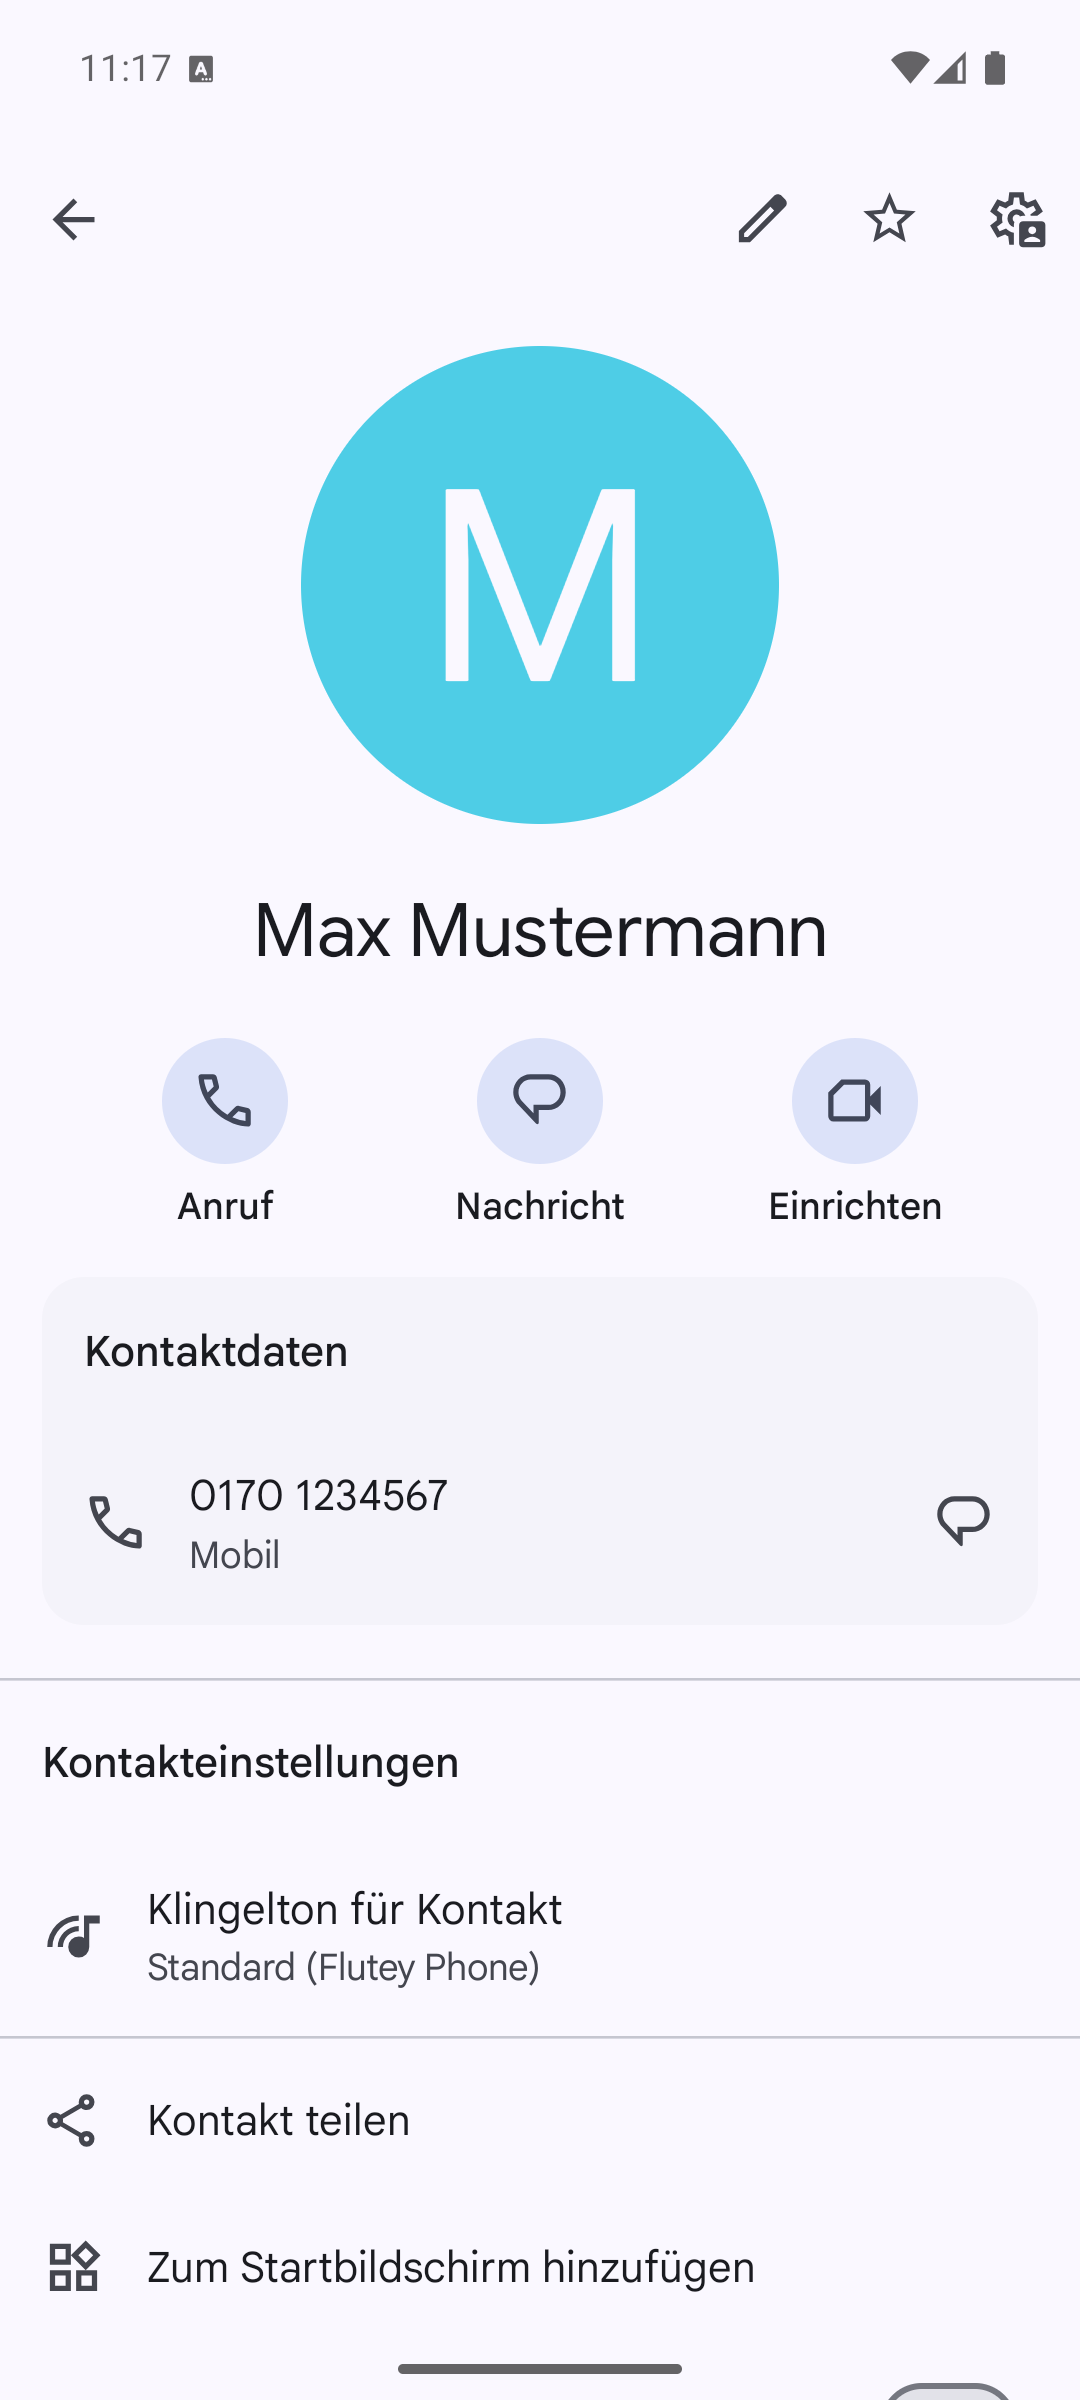 11:17
M
Max Mustermann
Anruf
Nachricht
Einrichten
Kontaktdaten
0170 1234567
Mobil
Kontakteinstellungen
Klingelton für Kontakt
Standard (Flutey Phone)
Kontakt teilen
Zum Startbildschirm hinzufügen